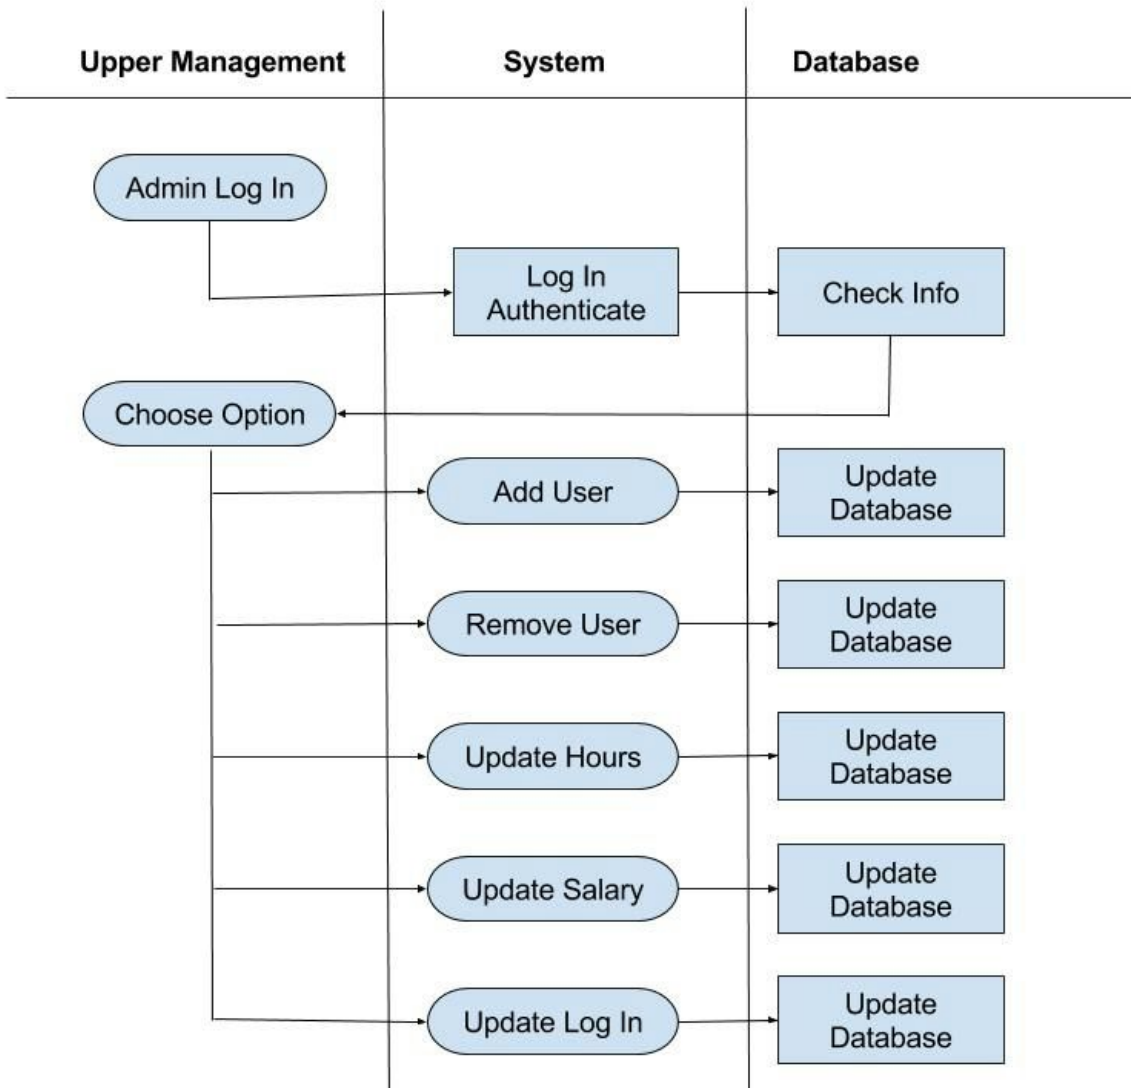 Upper Management
System
Database
Admin Log In
Log In
Authenticate
Check Info
Choose Option
Add User
Update
Database
Remove User
Update
Database
Update Hours
Update
Database
Update Salary
Update
Database
Update Log In
Update
Database